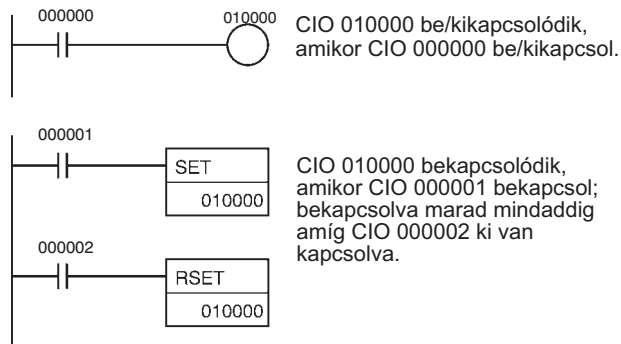 000000
010000
CIO 010000 be/kikapcsolódik,
amikor CIO 000000 be/kikapcsol.
000001
SET
010000
CIO 010000 bekapcsolódik,
amikor CIO 000001 bekapcsol;
bekapcsolva marad mindaddig
amíg CIO 000002 ki van
kapcsolva.
000002
RSET
010000